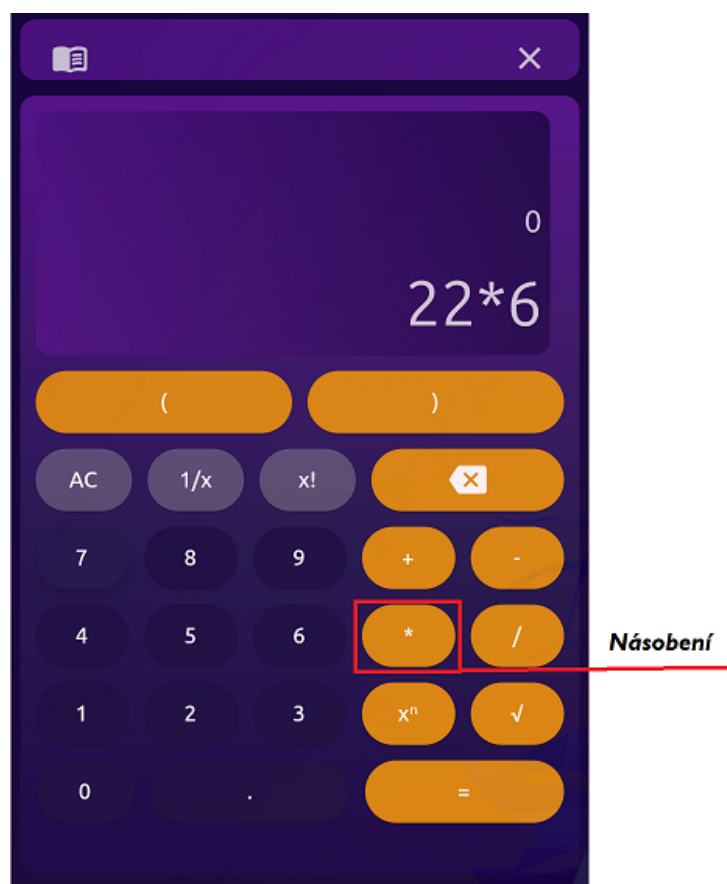 0
22*6
( )
AC 1/x x!
7 8 9 + -
4 5 6 * / Násobení
1 2 3 xⁿ √
0 . =